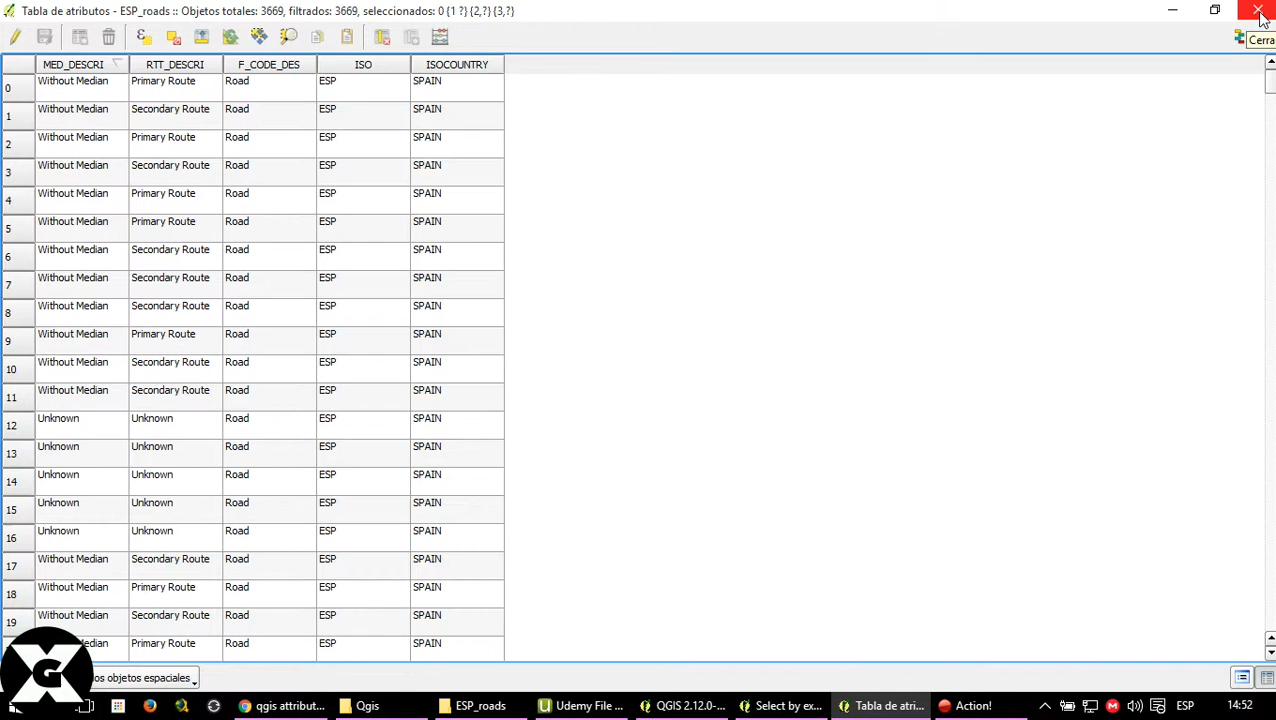 Tabla de atributos - ESP_roads :: Objetos totales: 3669, filtrados: 3669, seleccionados: 0 {1 ?} {2,?} {3,?}
Cerra
MED_DESCRI RTT_DESCRI F_CODE_DES ISO ISOCOUNTRY
0 Without Median Primary Route Road ESP SPAIN
1 Without Median Secondary Route Road ESP SPAIN
2 Without Median Primary Route Road ESP SPAIN
3 Without Median Secondary Route Road ESP SPAIN
4 Without Median Primary Route Road ESP SPAIN
5 Without Median Primary Route Road ESP SPAIN
6 Without Median Secondary Route Road ESP SPAIN
7 Without Median Secondary Route Road ESP SPAIN
8 Without Median Secondary Route Road ESP SPAIN
9 Without Median Primary Route Road ESP SPAIN
10 Without Median Secondary Route Road ESP SPAIN
11 Without Median Secondary Route Road ESP SPAIN
12 Unknown Unknown Road ESP SPAIN
13 Unknown Unknown Road ESP SPAIN
14 Unknown Unknown Road ESP SPAIN
15 Unknown Unknown Road ESP SPAIN
16 Unknown Unknown Road ESP SPAIN
17 Without Median Secondary Route Road ESP SPAIN
18 Without Median Primary Route Road ESP SPAIN
19 Without Median Secondary Route Road ESP SPAIN
edian Primary Route Road ESP SPAIN
os objetos espaciales
XG
qgis attribut... Qgis ESP_roads Udemy File ... QGIS 2.12.0-... Select by ex... Tabla de atri... Action! ESP 14:52